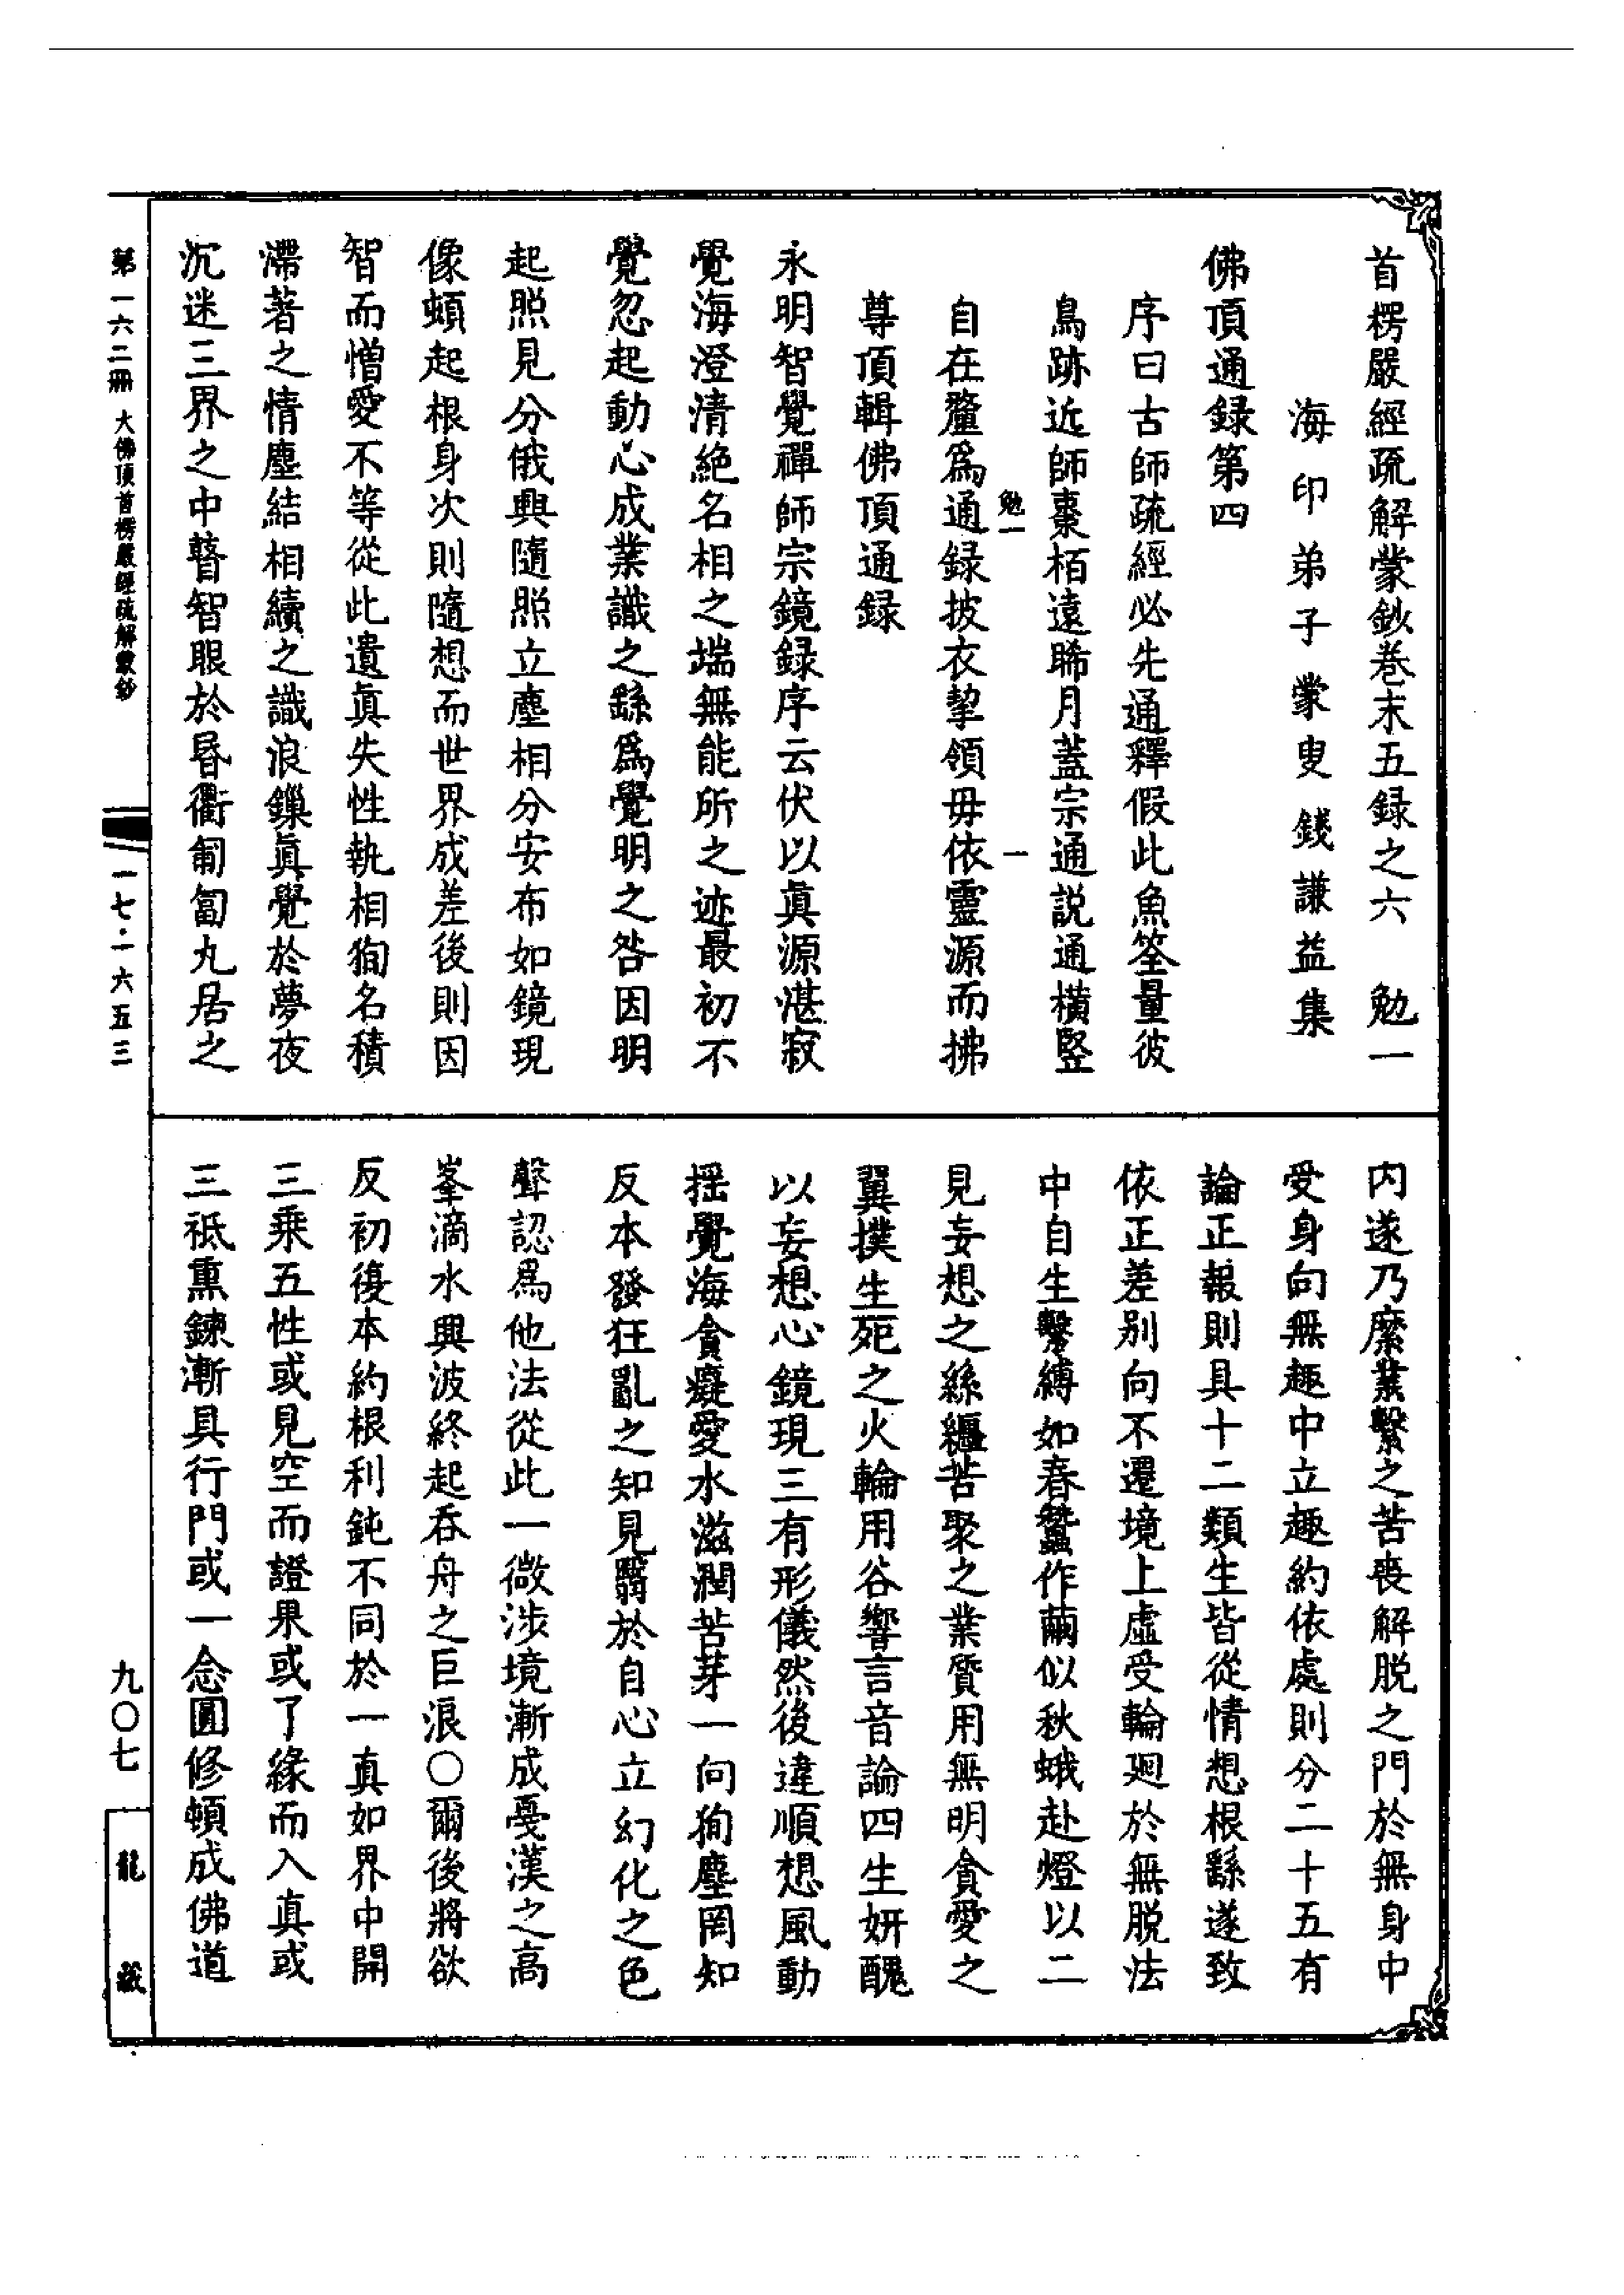 首楞嚴經疏解蒙鈔卷末五録之六　勉一
海印弟子蒙叟錢謙益集
佛頂通録第四
序曰古師疏經必先通釋假此魚筌量彼
鳥跡近師棗栢遠睎月蓋宗通説通橫竪
勉一　一
自在釐爲通録披衣挈領毋依靈源而拂
尊頂輯佛頂通録
永明智覺禪師宗鏡録序云伏以眞源湛寂
覺海澄清絶名相之端無能所之迹最初不
覺忽起動心成業識之繇爲覺明之咎因明
起照見分俄興隨照立塵相分安布如鏡現
像頓起根身次則隨想而世界成差後則因
智而憎愛不等從此遺眞失性執相狥名積
滯著之情塵結相續之識浪鏁眞覺於夢夜
沉迷三界之中瞽智眼於昏衢匍匐九居之
内遂乃縻業繫之苦喪解脱之門於無身中
受身向無趣中立趣約依處則分二十五有
論正報則具十二類生皆從情想根繇遂致
依正差别向不遷境上虛受輪廻於無脱法
中自生繫縛如春蠶作繭似秋蛾赴燈以二
見妄想之絲纏苦聚之業質用無明貪愛之
翼撲生死之火輪用谷響言音論四生妍醜
以妄想心鏡現三有形儀然後違順想風動
搖覺海貪癡愛水滋潤苦芽一向狥塵罔知
反本發狂亂之知見翳於自心立幻化之色
聲認爲他法從此一微涉境漸成戞漢之高
峯滴水興波終起吞舟之巨浪〇爾後將欲
反初復本約根利鈍不同於一真如界中開
三乘五性或見空而證果或了緣而入真或
三祇熏鍊漸具行門或一念圓修頓成佛道
第一六二冊　大佛頂首楞嚴經疏解蒙鈔
一七·一六五三
九〇七
龍藏